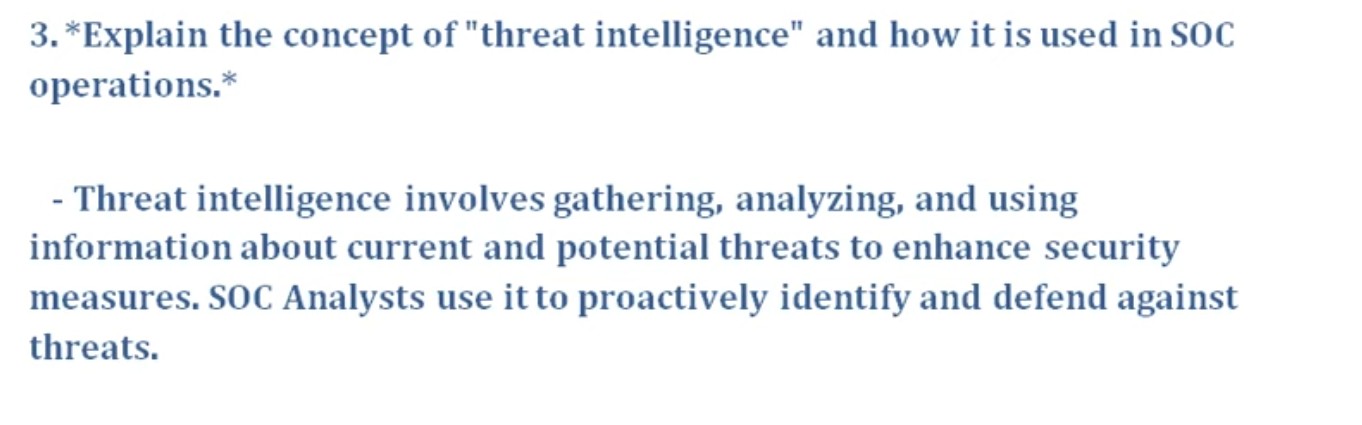 3. *Explain the concept of "threat intelligence" and how it is used in SOC
operations.*
- Threat intelligence involves gathering, analyzing, and using
information about current and potential threats to enhance security
measures. SOC Analysts use it to proactively identify and defend against
threats.